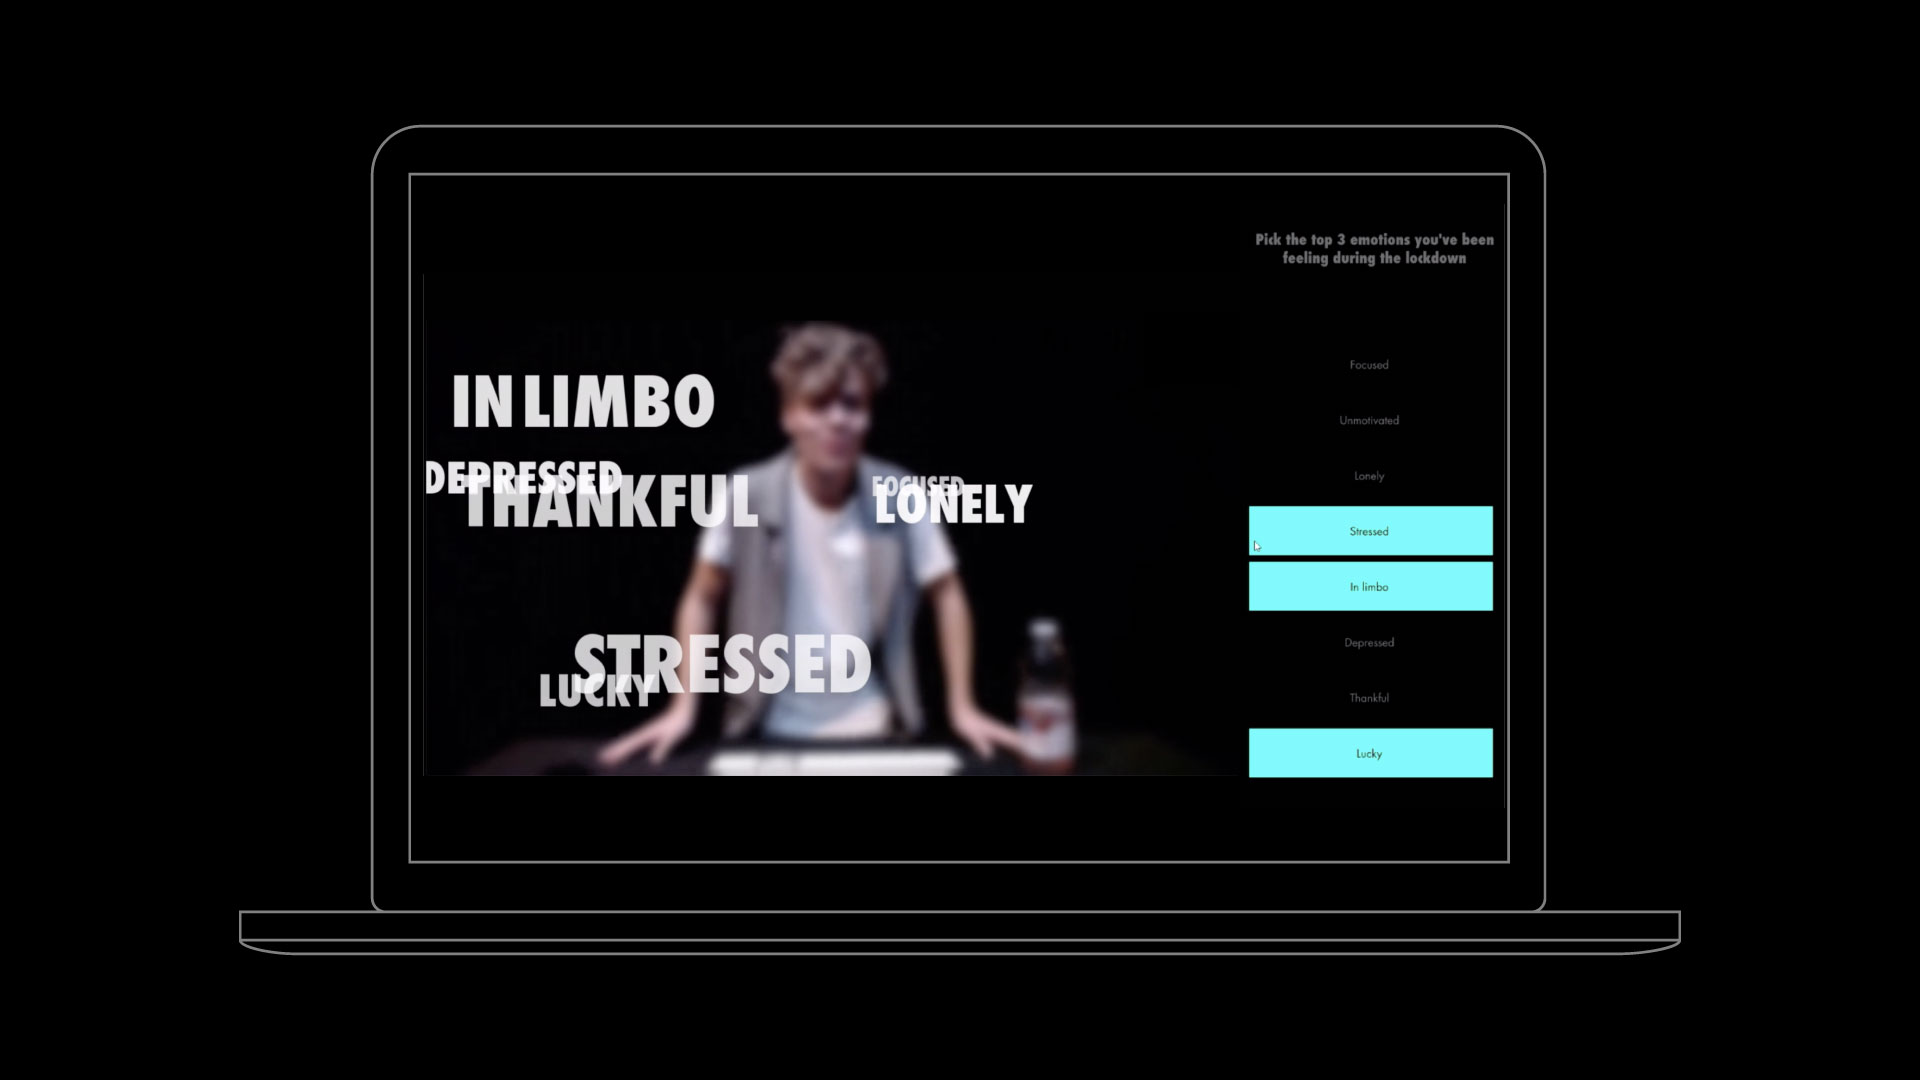 Pick the top 3 emotions you've been
feeling during the lockdown
IN LIMBO
DEPRESSED
THANKFUL
FOCUSED
LONELY
STRESSED
LUCKY
Focused
Unmotivated
Lonely
Stressed
In limbo
Depressed
Thankful
Lucky